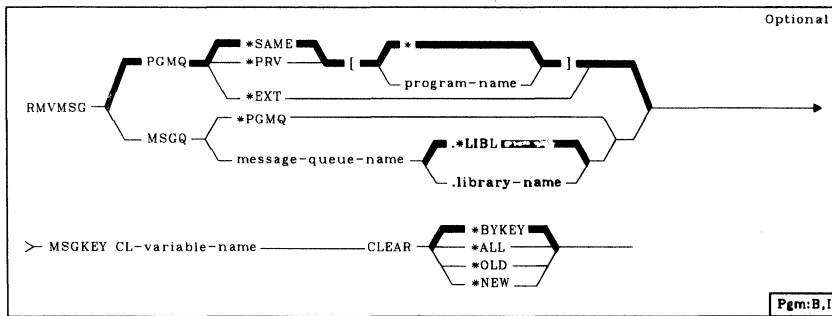 Optional
*SAME
*
PGMQ *PRV [ ]
program-name
*EXT
RMVMSG
*PGMQ
MSGQ
.*LIBL
message-queue-name
.library-name
*BYKEY
MSGKEY CL-variable-name CLEAR *ALL
*OLD
*NEW
Pgm:B,I